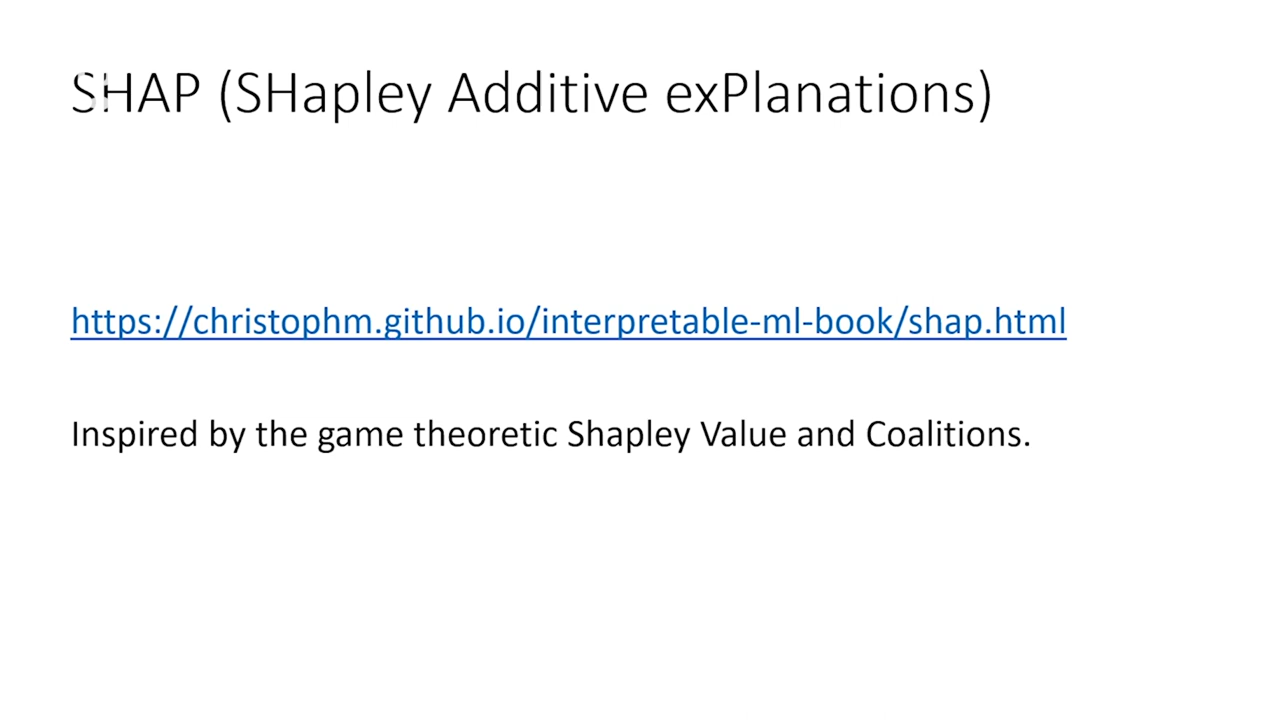 SHAP (SHapley Additive exPlanations)
https://christophm.github.io/interpretable-ml-book/shap.html
Inspired by the game theoretic Shapley Value and Coalitions.